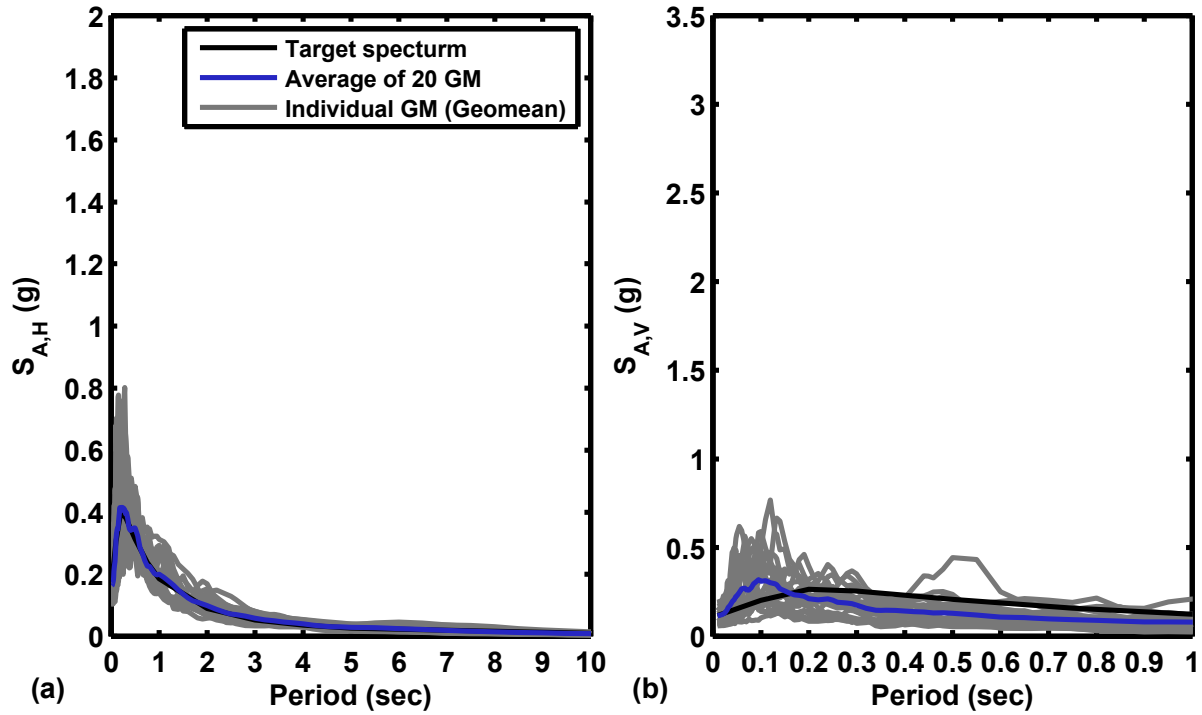 2
1.8
1.6
1.4
1.2
1
0.8
0.6
0.4
0.2
0
S_A,H (g)
Target specturm
Average of 20 GM
Individual GM (Geomean)
0 1 2 3 4 5 6 7 8 9 10
(a) Period (sec)
3.5
3
2.5
2
1.5
1
0.5
0
S_A,V (g)
0 0.1 0.2 0.3 0.4 0.5 0.6 0.7 0.8 0.9 1
(b) Period (sec)